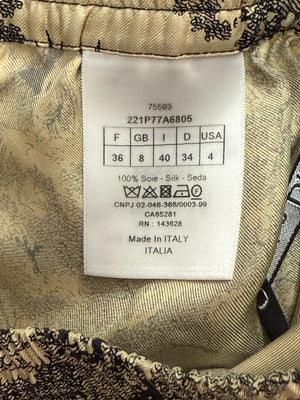 75593
221P77A6805
F GB I D USA
36 8 40 34 4
100% Soie - Silk - Seda
P
CNPJ 02-046-366/0003-99
CA65281
RN : 143628
Made In ITALY
ITALIA